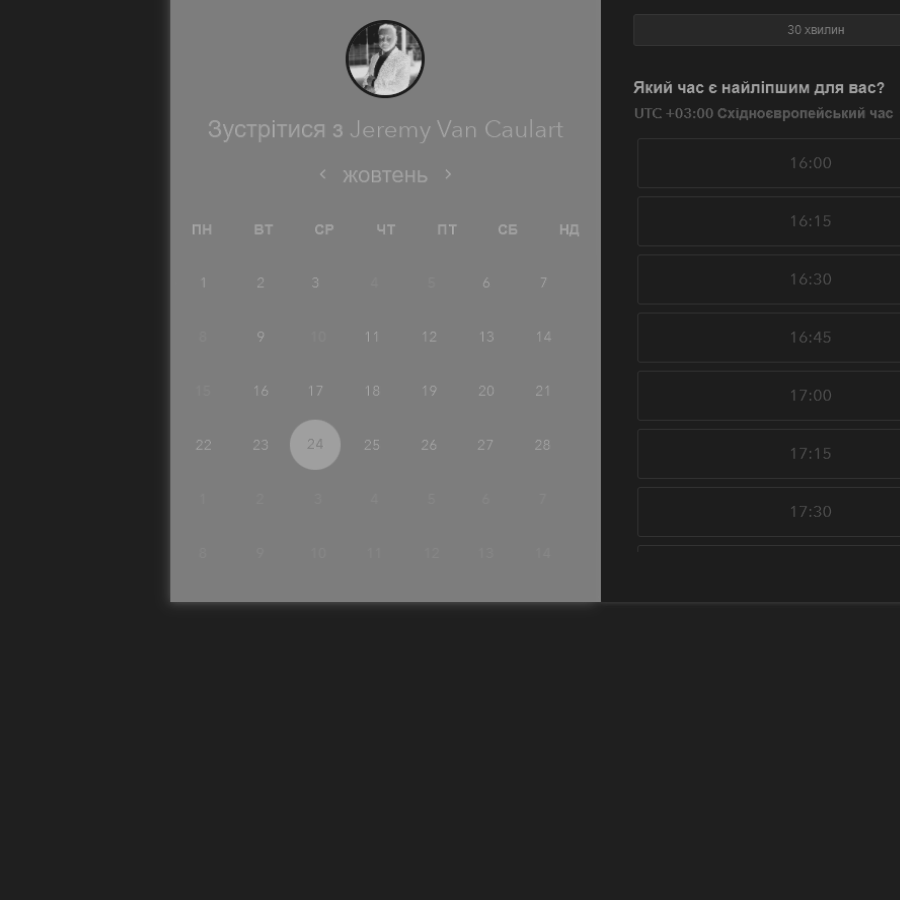 Зустрітися з Jeremy Van Caulart
жовтень
ПН ВТ СР ЧТ ПТ СБ НД
1 2 3 4 5 6 7
8 9 10 11 12 13 14
15 16 17 18 19 20 21
22 23 24 25 26 27 28
1 2 3 4 5 6 7
8 9 10 11 12 13 14
30 хвилин
Який час є найліпшим для вас?
UTC +03:00 Східноєвропейський час
16:00
16:15
16:30
16:45
17:00
17:15
17:30